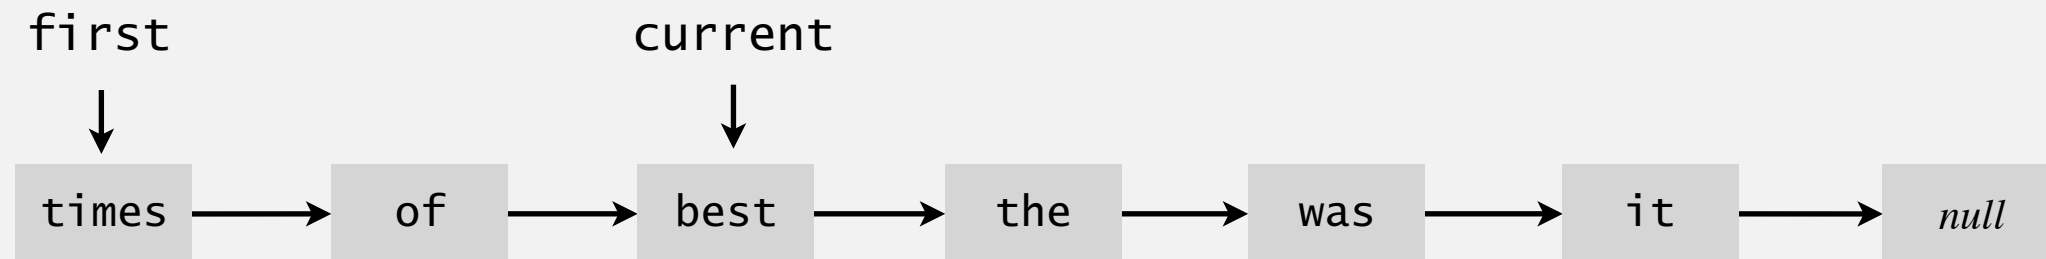 first current
times of best the was it null